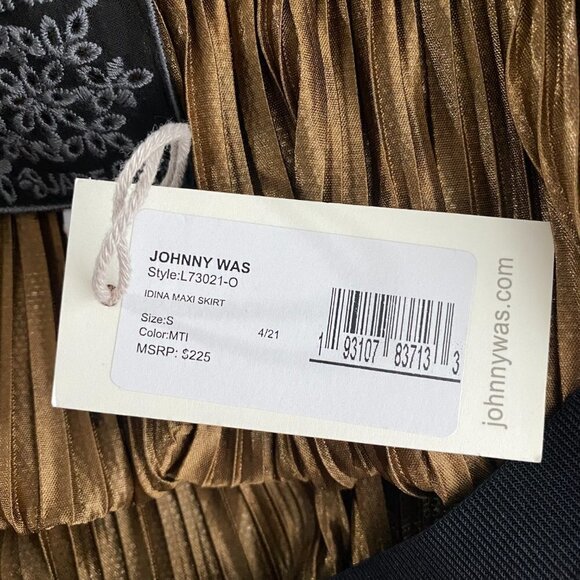 JOHNNY WAS
Style:L73021-O
IDINA MAXI SKIRT
Size:S
4/21
Color:MTI
MSRP: $225
1 93107 83713 3
johnnywas.com